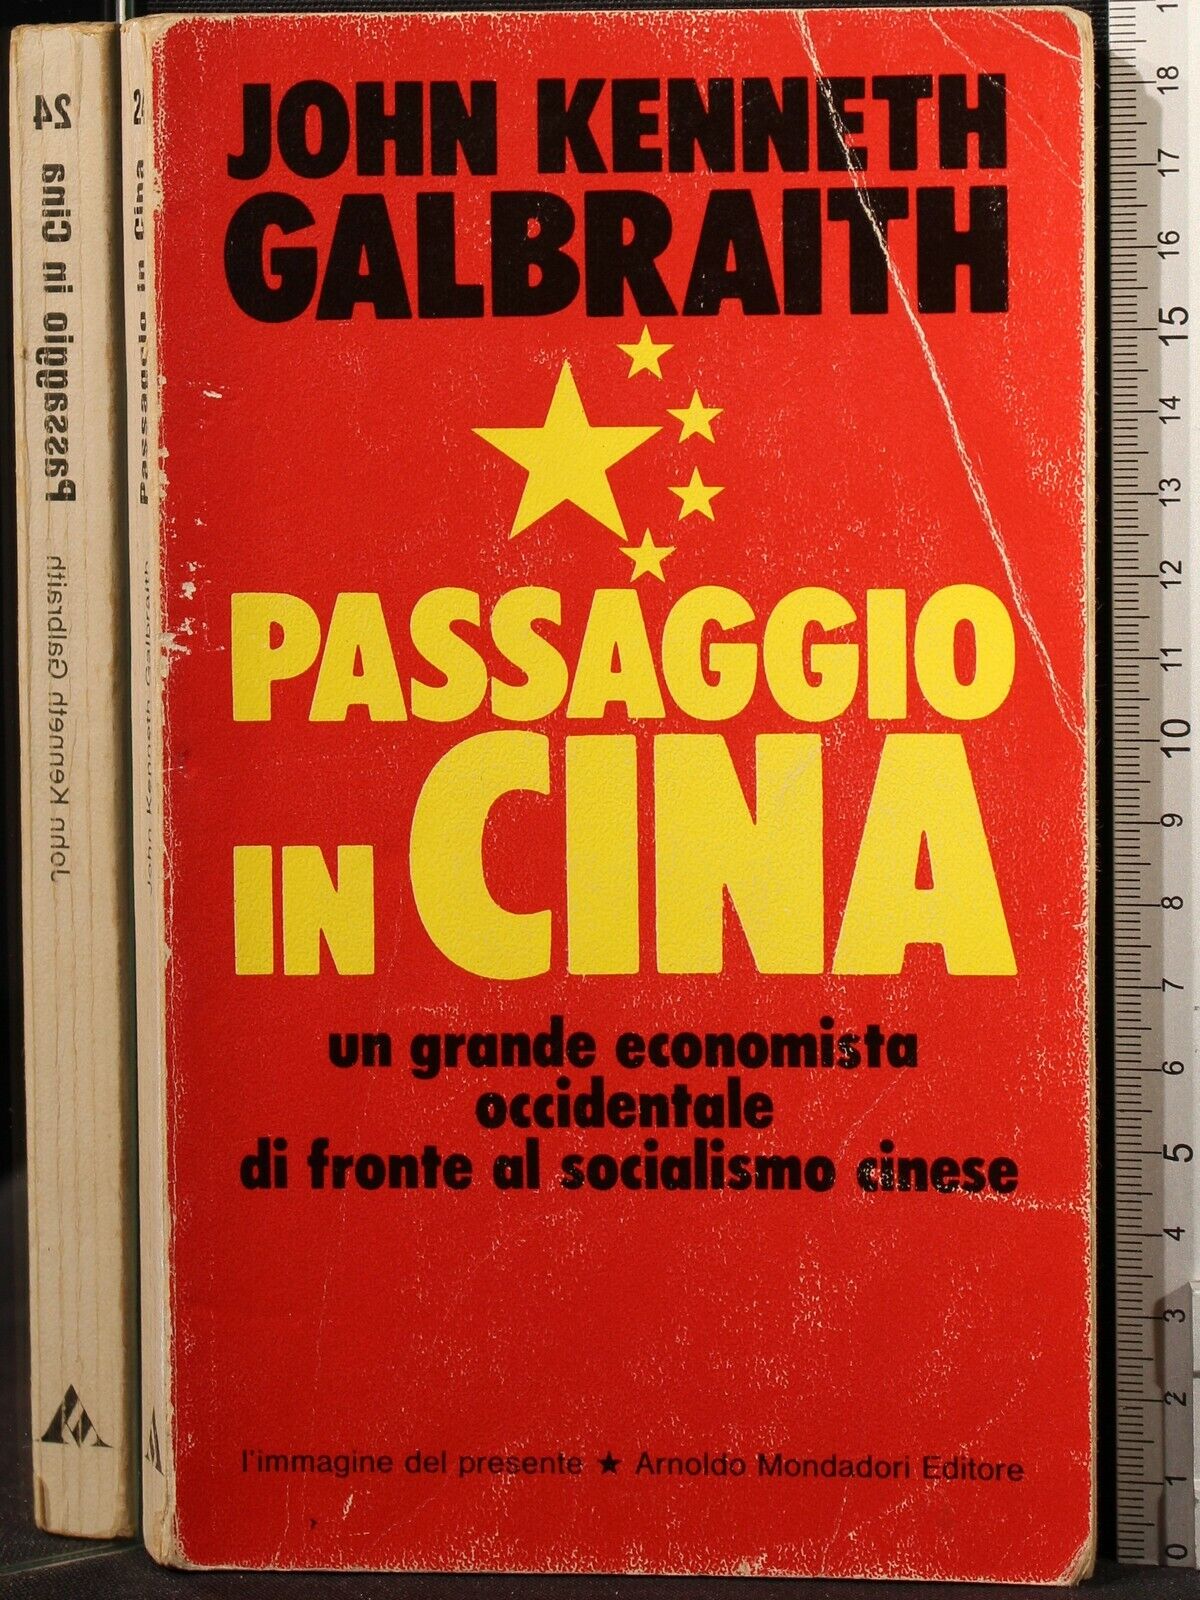 JOHN KENNETH
GALBRAITH
PASSAGGIO
IN CINA
un grande economista
occidentale
di fronte al socialismo cinese
l'immagine del presente ★ Arnoldo Mondadori Editore
John Kenneth Galbraith Passaggio in Cina 24
John Kenneth Galbraith Passaggio in Cina 24
18
17
16
15
14
13
12
11
10
9
8
7
6
5
4
3
2
1
0